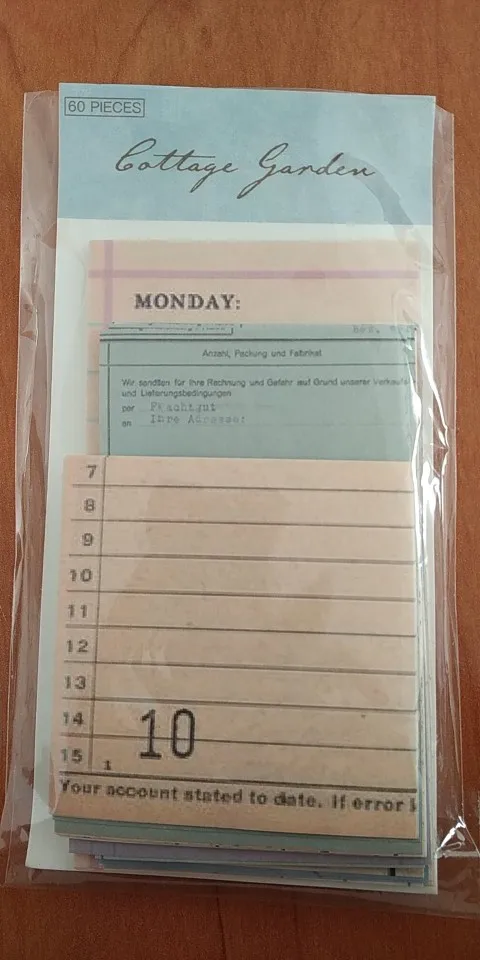 60 PIECES
Cottage Garden
MONDAY:
Anzahl, Packung und Fabrikat
Wir sandten für Ihre Rechnung und Gefahr auf Grund unserer Verkaufs
und Lieferungsbedingungen
per Frachtgut
an Ihre Adresse:
7
8
9
10
11
12
13
14
10
15 1
Your account stated to date. If error i